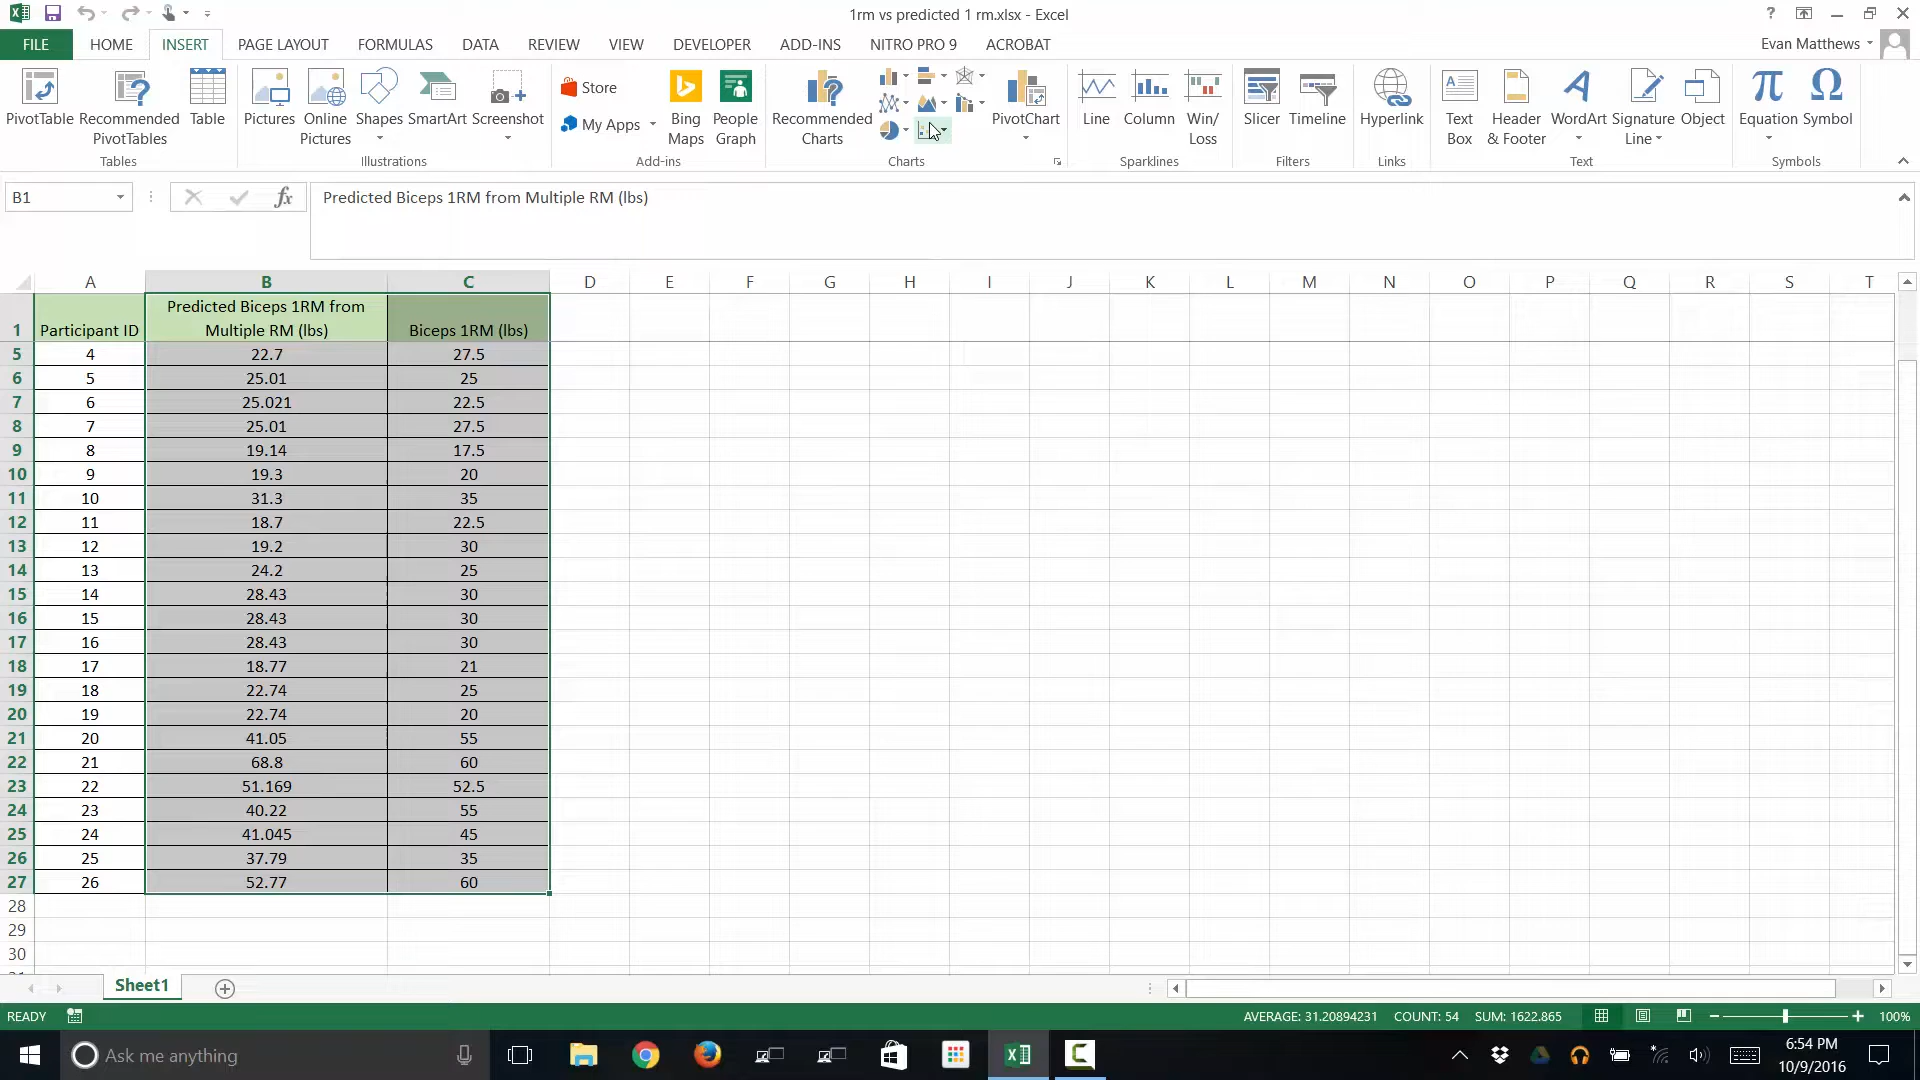 1rm vs predicted 1 rm.xlsx - Excel
?
FILE HOME INSERT PAGE LAYOUT FORMULAS DATA REVIEW VIEW DEVELOPER ADD-INS NITRO PRO 9 ACROBAT Evan Matthews
PivotTable Recommended PivotTables Table Pictures Online Pictures Shapes SmartArt Screenshot Store My Apps Bing Maps People Graph Recommended Charts PivotChart Line Column Win/Loss Slicer Timeline Hyperlink Text Box Header & Footer WordArt Signature Line Object Equation Symbol
Tables Illustrations Add-ins Charts Sparklines Filters Links Text Symbols
B1 fx Predicted Biceps 1RM from Multiple RM (lbs)
A B C D E F G H I J K L M N O P Q R S T
1 Participant ID Predicted Biceps 1RM from Multiple RM (lbs) Biceps 1RM (lbs)
5 4 22.7 27.5
6 5 25.01 25
7 6 25.021 22.5
8 7 25.01 27.5
9 8 19.14 17.5
10 9 19.3 20
11 10 31.3 35
12 11 18.7 22.5
13 12 19.2 30
14 13 24.2 25
15 14 28.43 30
16 15 28.43 30
17 16 28.43 30
18 17 18.77 21
19 18 22.74 25
20 19 22.74 20
21 20 41.05 55
22 21 68.8 60
23 22 51.169 52.5
24 23 40.22 55
25 24 41.045 45
26 25 37.79 35
27 26 52.77 60
28
29
30
Sheet1
READY AVERAGE: 31.20894231 COUNT: 54 SUM: 1622.865 100%
Ask me anything
6:54 PM
10/9/2016